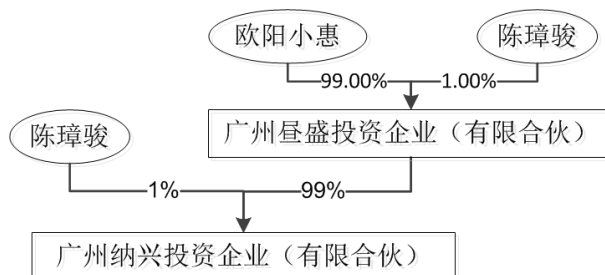 欧阳小惠
陈璋骏
99.00%
1.00%
广州昼盛投资企业（有限合伙）
陈璋骏
1%
99%
广州纳兴投资企业（有限合伙）